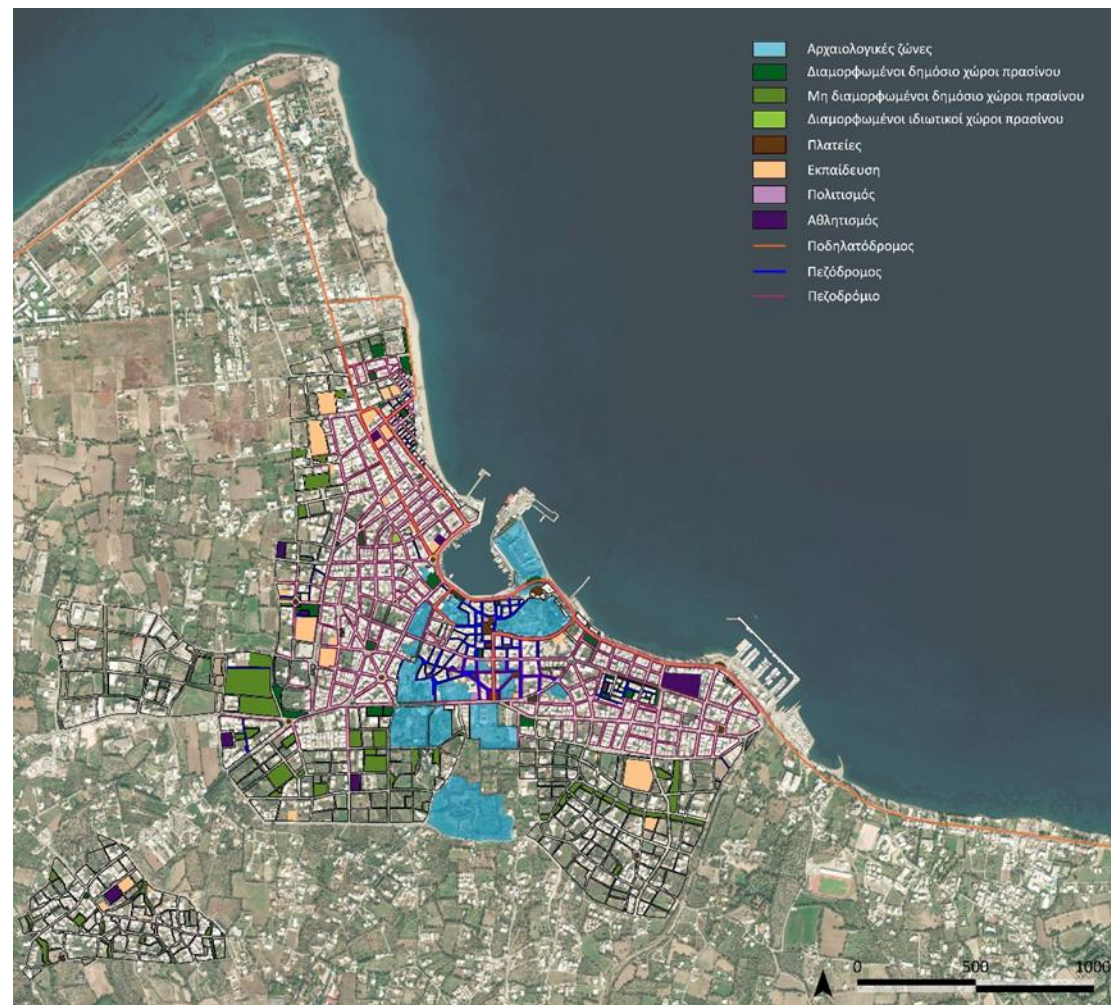 Αρχαιολογικές ζώνες
Διαμορφωμένοι δημόσιο χώροι πρασίνου
Μη διαμορφωμένοι δημόσιο χώροι πρασίνου
Διαμορφωμένοι ιδιωτικοί χώροι πρασίνου
Πλατείες
Εκπαίδευση
Πολιτισμός
Αθλητισμός
Ποδηλατόδρομος
Πεζόδρομος
Πεζοδρόμιο
0 500 1000